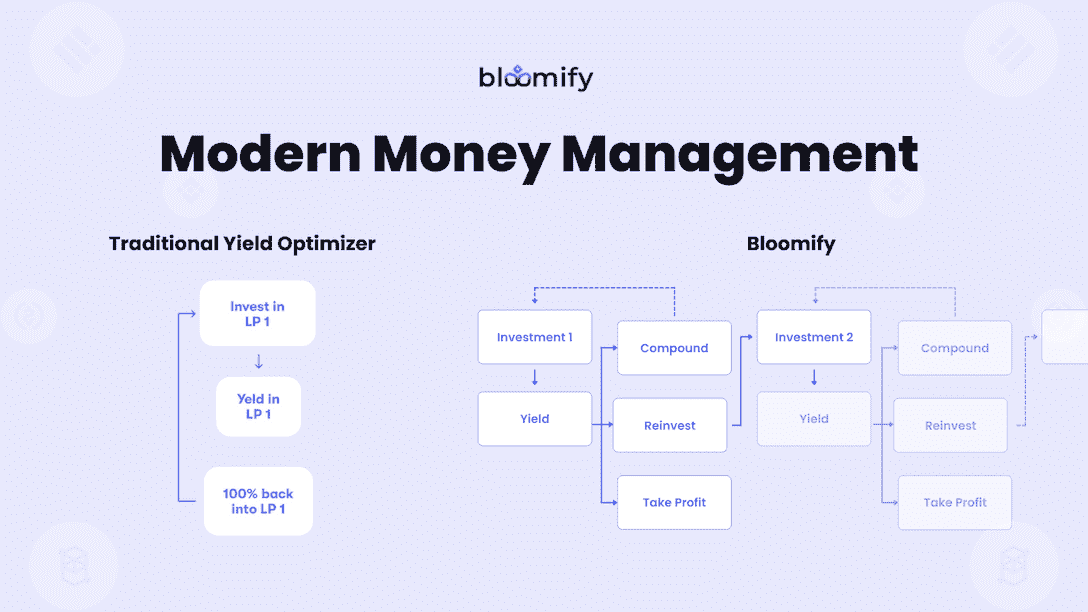 bloomify
Modern Money Management
Traditional Yield Optimizer
Invest in
LP 1
Yeld in
LP 1
100% back
into LP 1
Bloomify
Investment 1
Yield
Compound
Reinvest
Take Profit
Investment 2
Yield
Compound
Reinvest
Take Profit